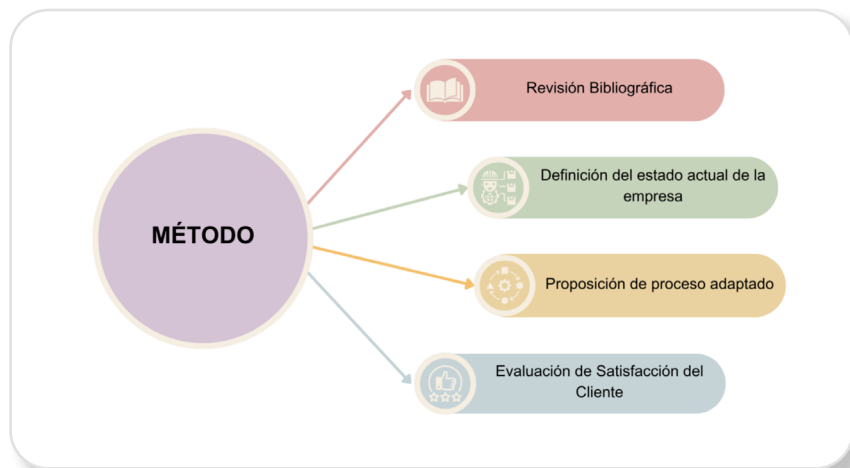 MÉTODO
Revisión Bibliográfica
Definición del estado actual de la
empresa
Proposición de proceso adaptado
Evaluación de Satisfacción del
Cliente